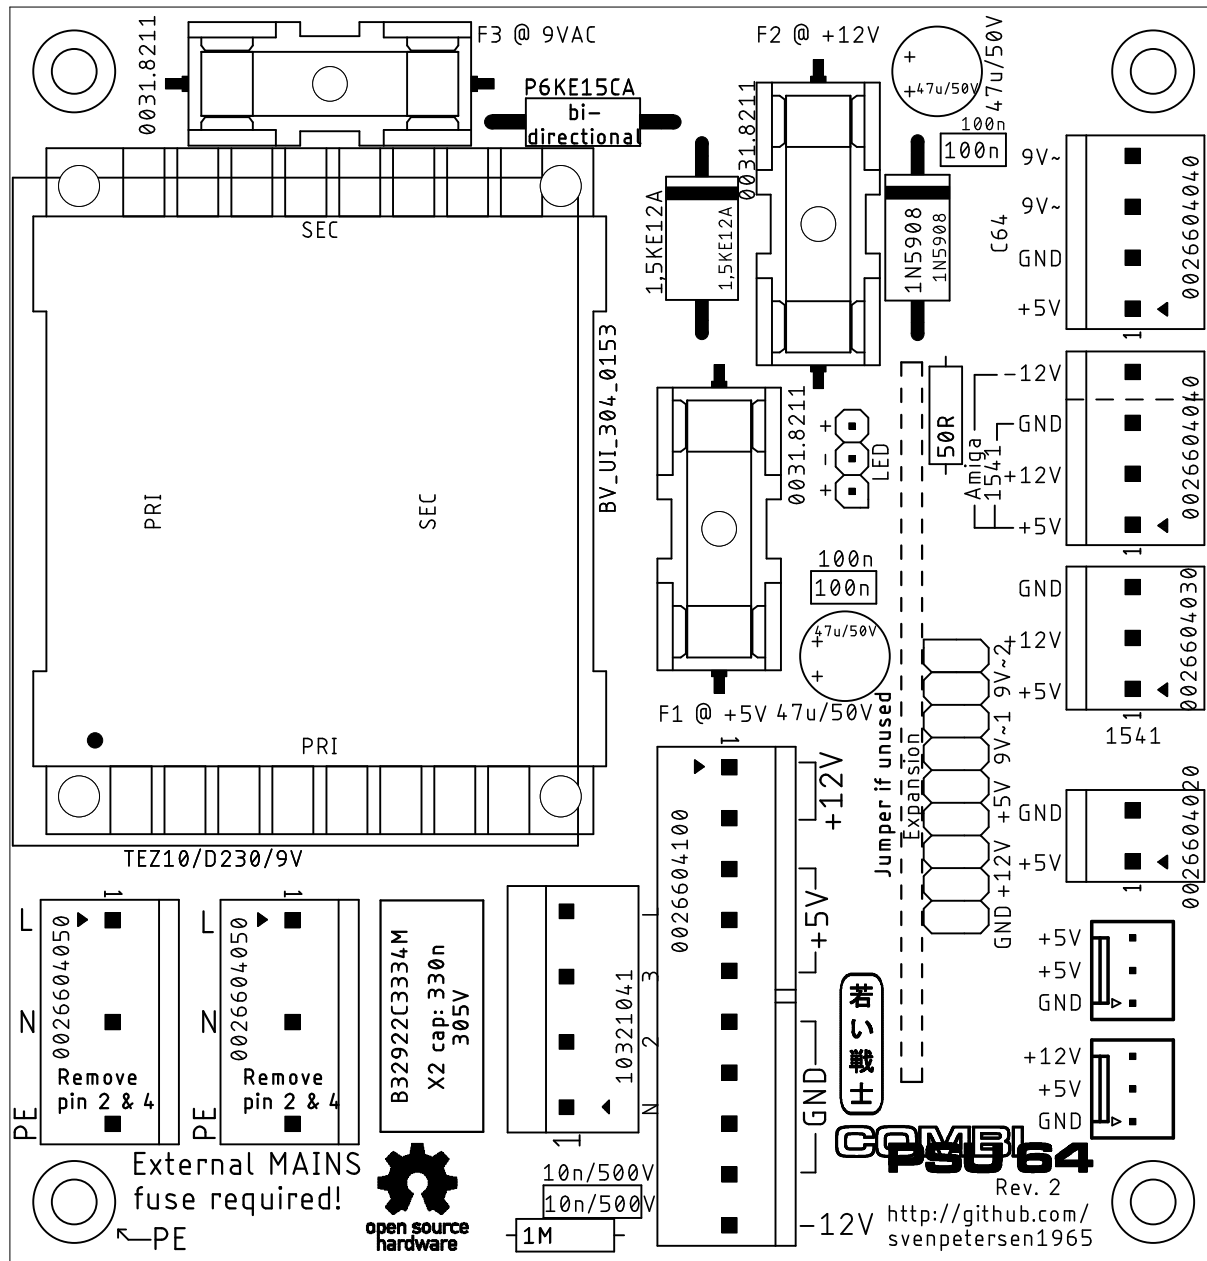 F3 @ 9VAC
F2 @ +12V
0031.8211
P6KE15CA
bi-
directional
0031.8211
47u/50V
+
+
47u/50V
100n
100n
1,5KE12A
1,5KE12A
1N5908
1N5908
C64
9V~
9V~
GND
+5V
1
0026604040
SEC
BV_UI_304_0153
PRI
SEC
PRI
TEZ10/D230/9V
0031.8211
+
-
+
LED
50R
Amiga
1541
-12V
GND
+12V
+5V
1
0026604040
100n
100n
47u/50V
+
+
F1 @ +5V
47u/50V
GND
+12V
+5V
1
0026604030
1541
Jumper if unused
Expansion
9V~2
9V~1
+5V
+12V
GND
GND
+5V
1
0026604020
1
0026604100
+12V
+5V
GND
-12V
+5V
+5V
GND
+12V
+5V
GND
L
N
PE
1
0026604050
Remove
pin 2 & 4
L
N
PE
1
0026604050
Remove
pin 2 & 4
B32922C3334M
X2 cap: 330n
305V
10321041
1
3
2
N
1
若い戦士
COMBI
PSU 64
Rev. 2
http://github.com/
svenpetersen1965
External MAINS
fuse required!
PE
open source
hardware
10n/500V
10n/500V
1M